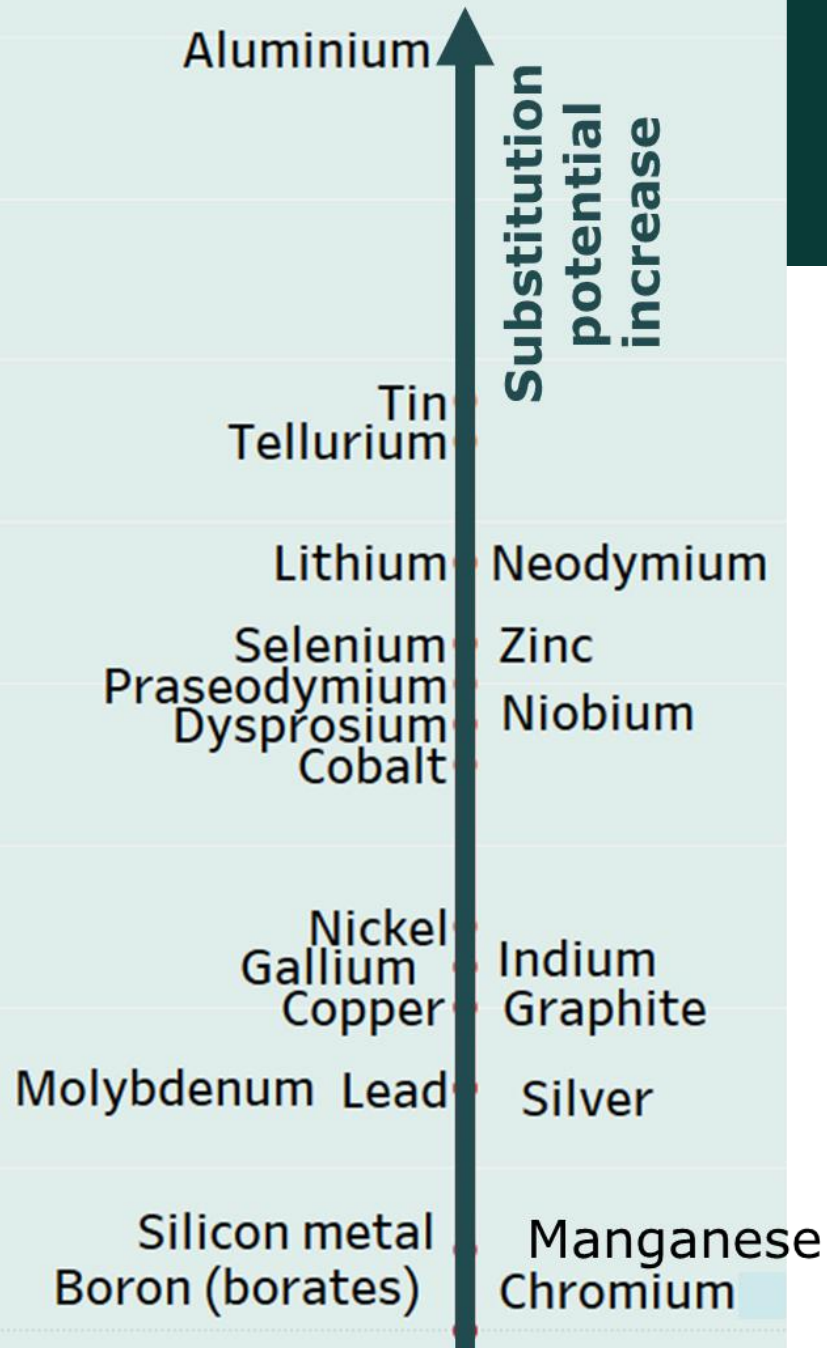 Aluminium
Substitution
potential
increase
Tin
Tellurium
Lithium Neodymium
Selenium Zinc
Praseodymium
Dysprosium Niobium
Cobalt
Nickel
Gallium Indium
Copper Graphite
Molybdenum Lead Silver
Silicon metal Manganese
Boron (borates) Chromium